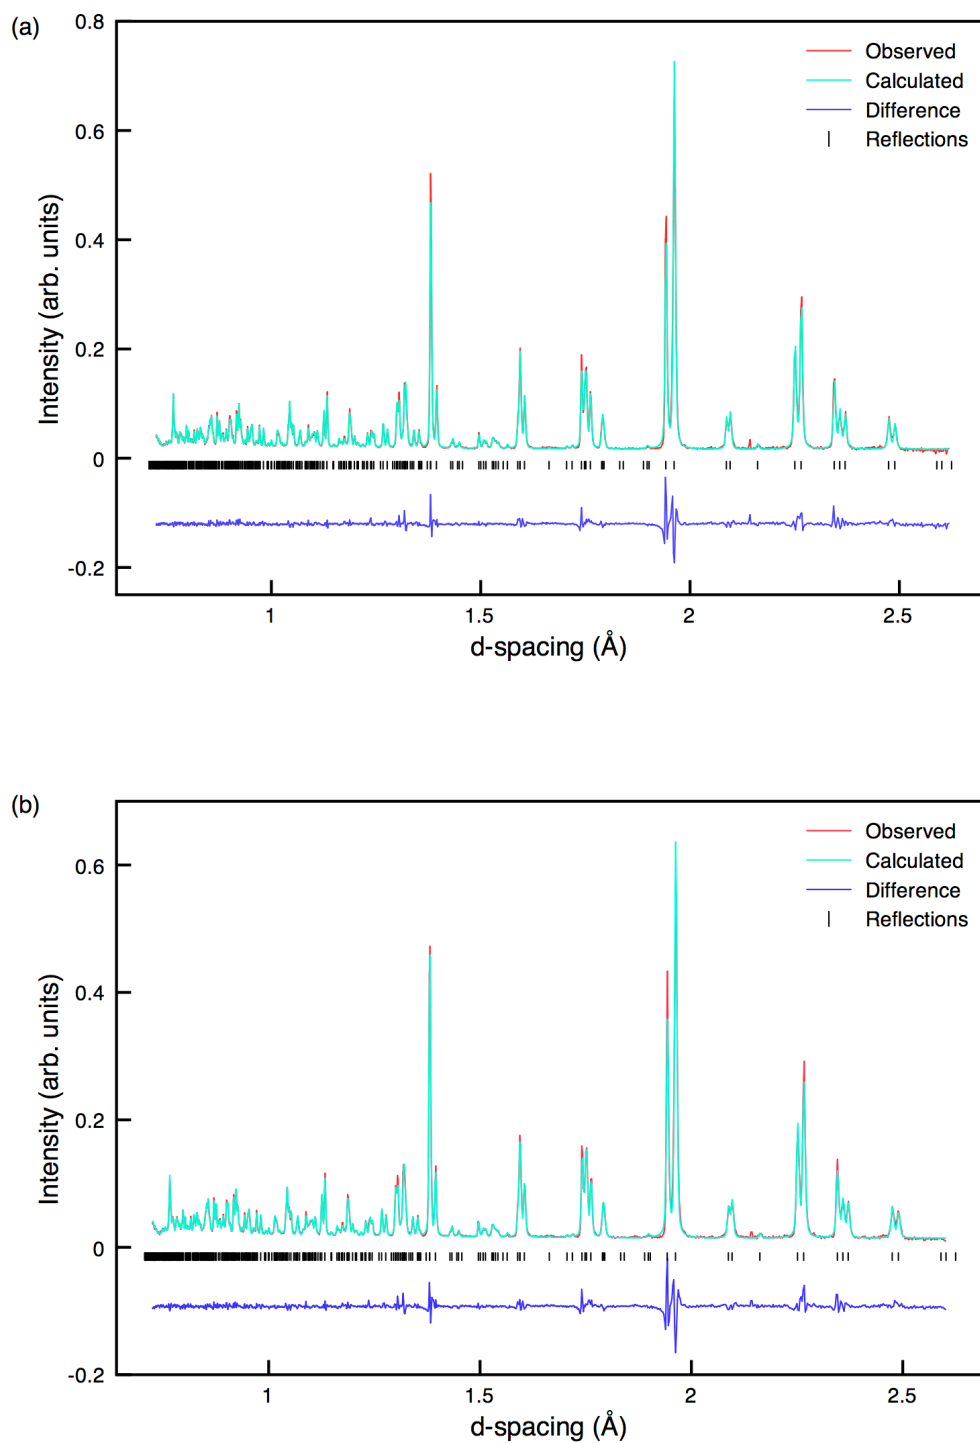 (a)
0.8
0.6
0.4
0.2
0
-0.2
Intensity (arb. units)
Observed
Calculated
Difference
Reflections
1
1.5
2
2.5
d-spacing (Å)
(b)
0.6
0.4
0.2
0
-0.2
Intensity (arb. units)
Observed
Calculated
Difference
Reflections
1
1.5
2
2.5
d-spacing (Å)